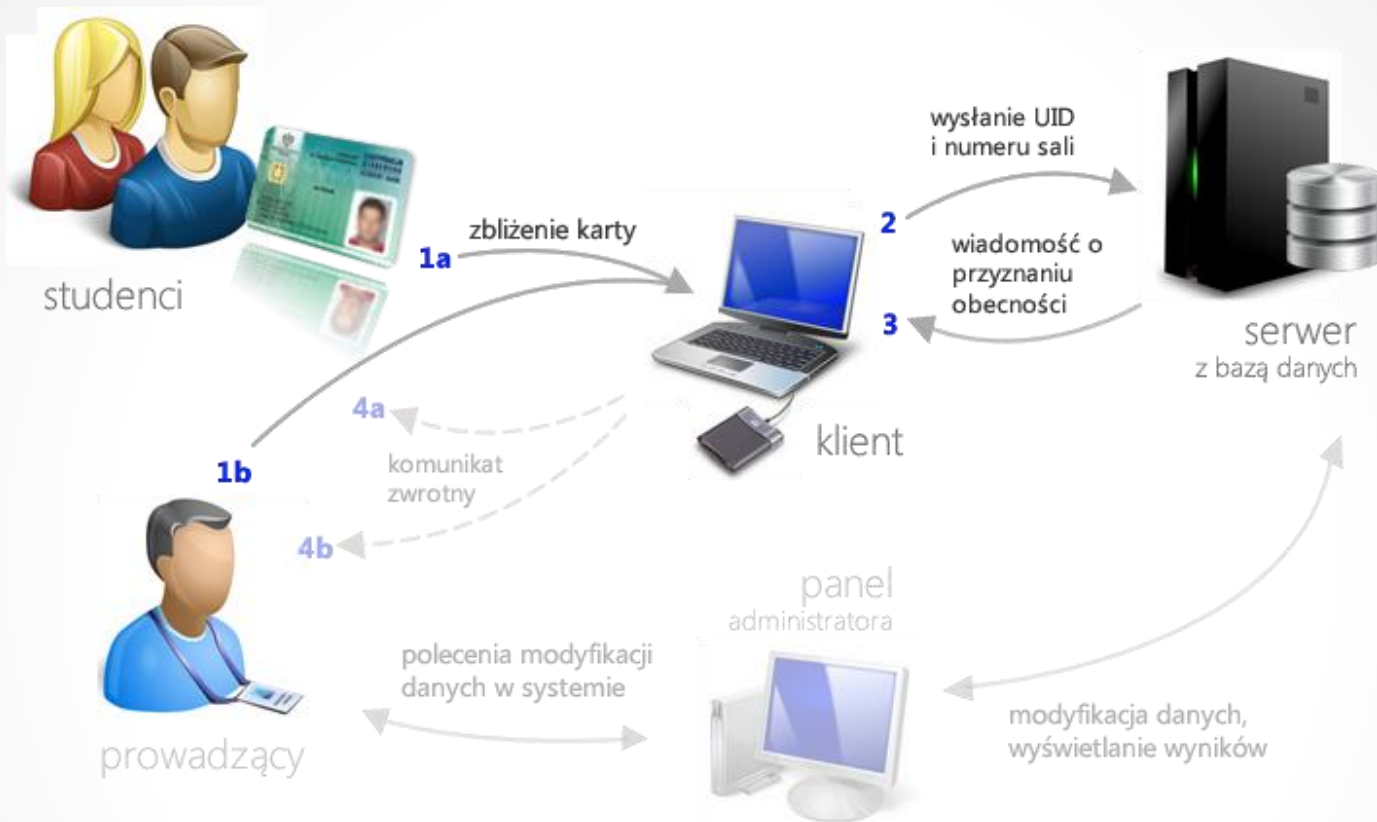 studenci
1a
zbliżenie karty
2
wysłanie UID
i numeru sali
3
wiadomość o
przyznaniu
obecności
serwer
z bazą danych
klient
4a
komunikat
zwrotny
1b
4b
prowadzący
polecenia modyfikacji
danych w systemie
panel
administratora
modyfikacja danych,
wyświetlanie wyników